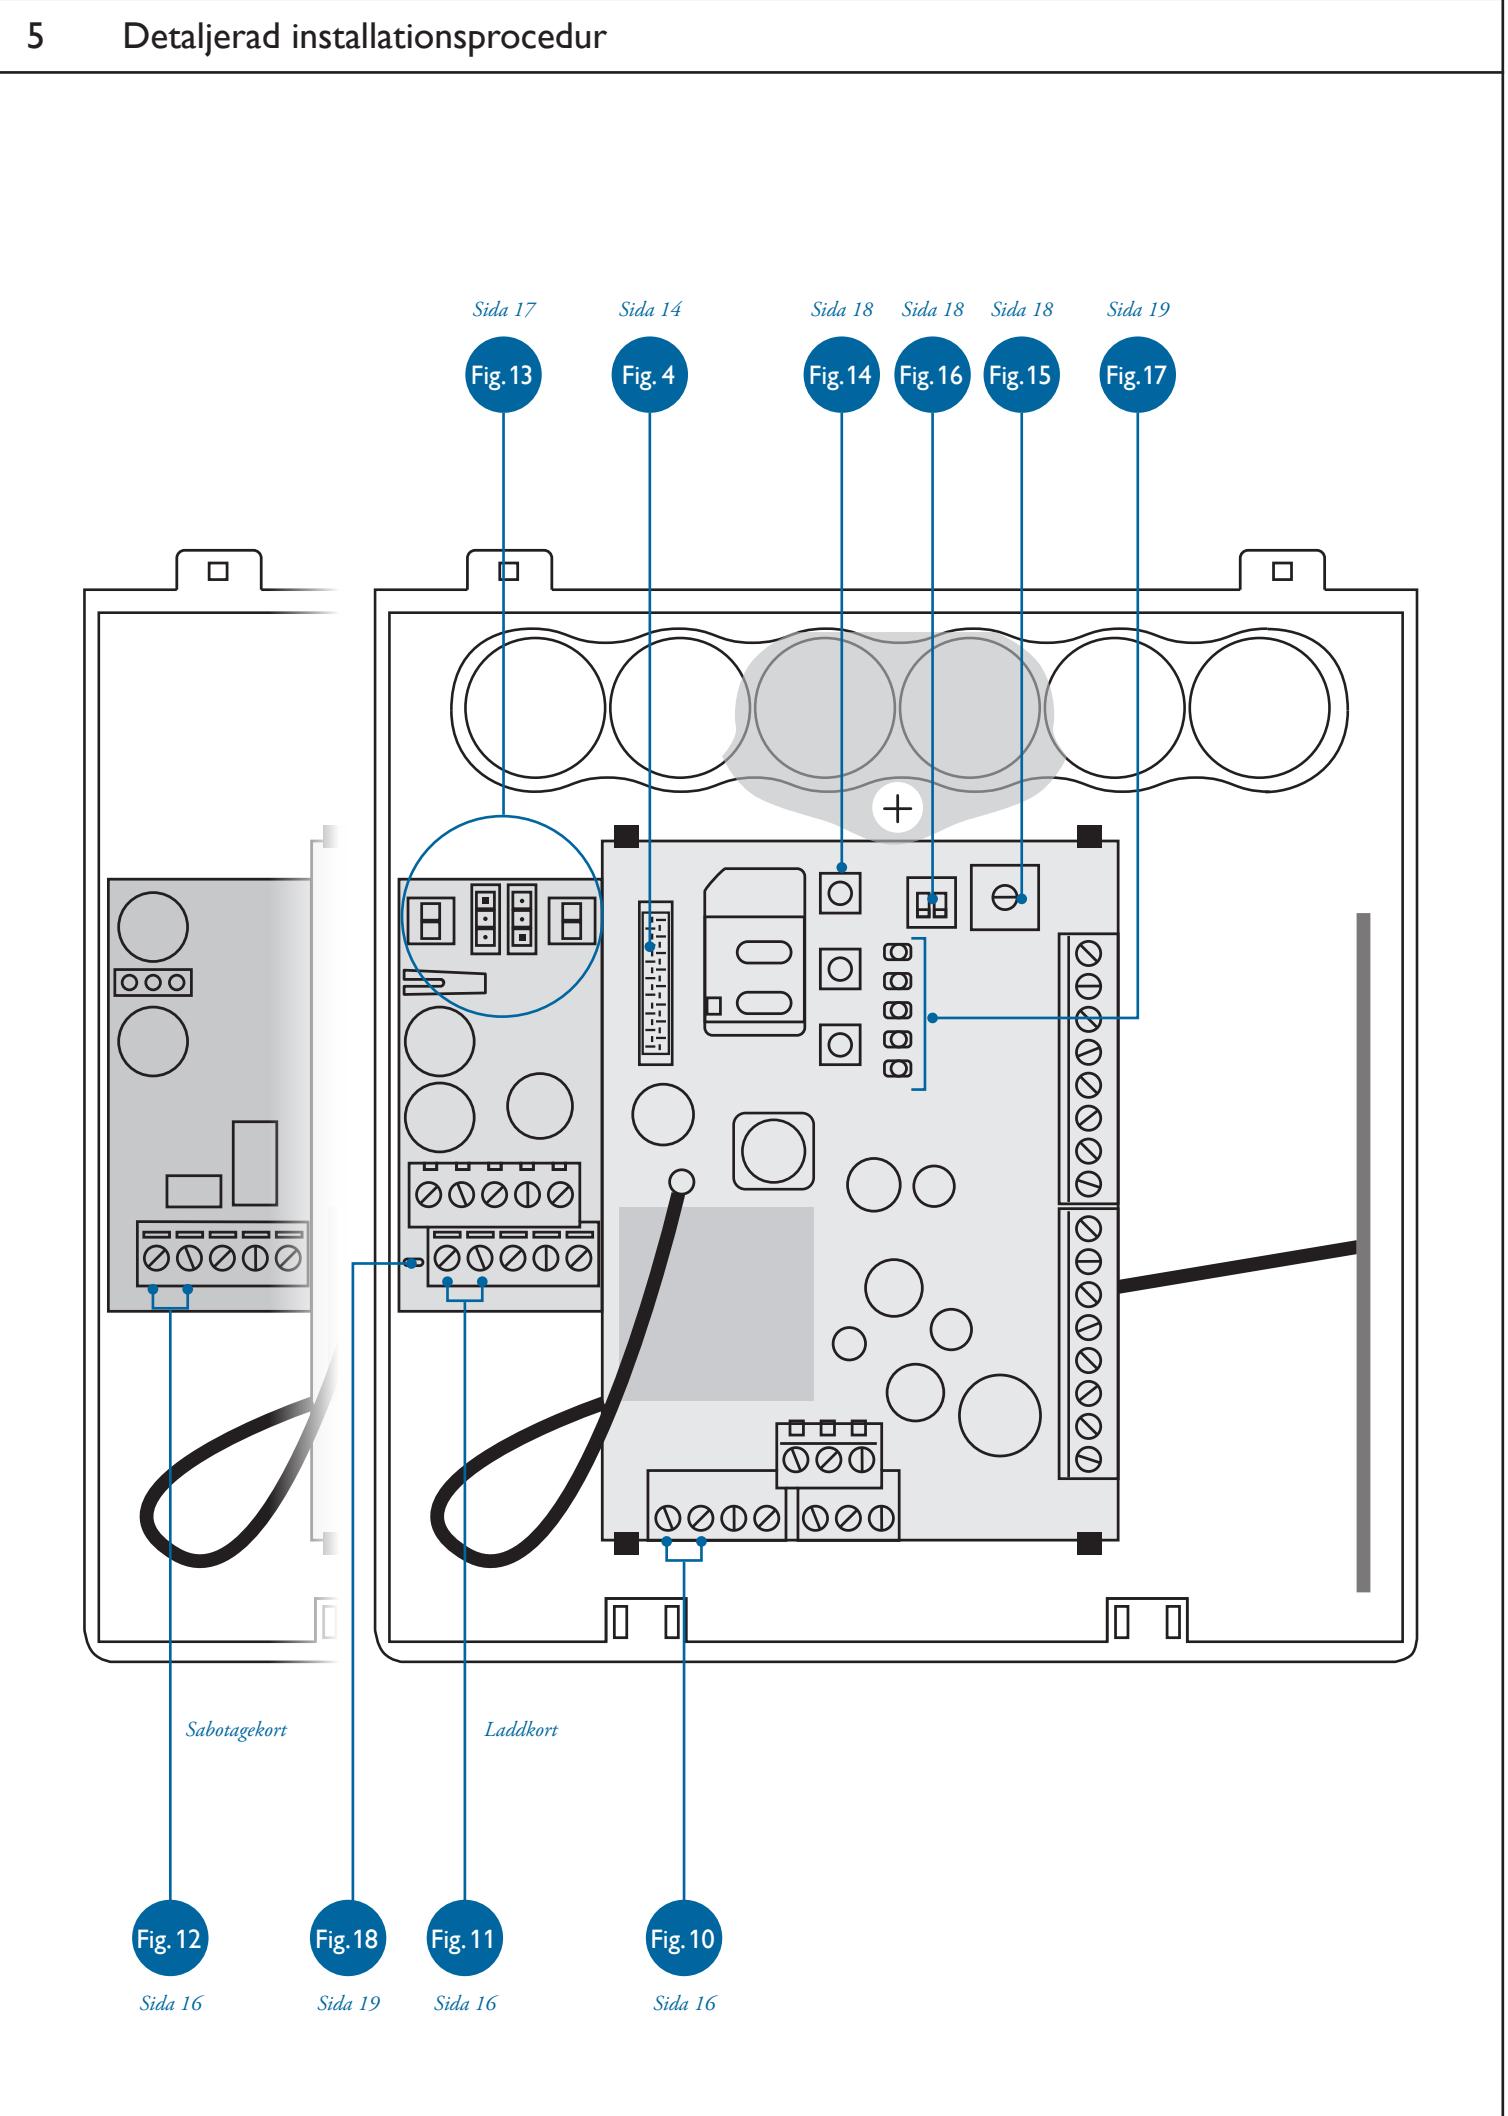 5 Detaljerad installationsprocedur
Sida 17 Sida 14 Sida 18 Sida 18 Sida 18 Sida 19
Fig. 13 Fig. 4 Fig. 14 Fig. 16 Fig. 15 Fig. 17
Sabotagekort Laddkort
Fig. 12 Fig. 18 Fig. 11 Fig. 10
Sida 16 Sida 19 Sida 16 Sida 16